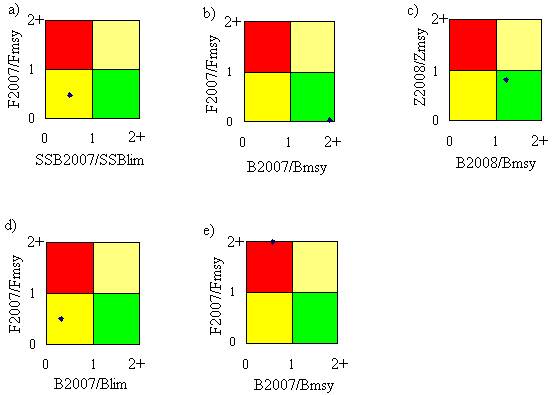 a)
F2007/Fmsy
2+
1
0
0 1 2+
SSB2007/SSBlim
b)
F2007/Fmsy
2+
1
0
0 1 2+
B2007/Bmsy
c)
Z2008/Zmsy
2+
1
0
0 1 2+
B2008/Bmsy
d)
F2007/Fmsy
2+
1
0
0 1 2+
B2007/Blim
e)
F2007/Fmsy
2+
1
0
0 1 2+
B2007/Bmsy